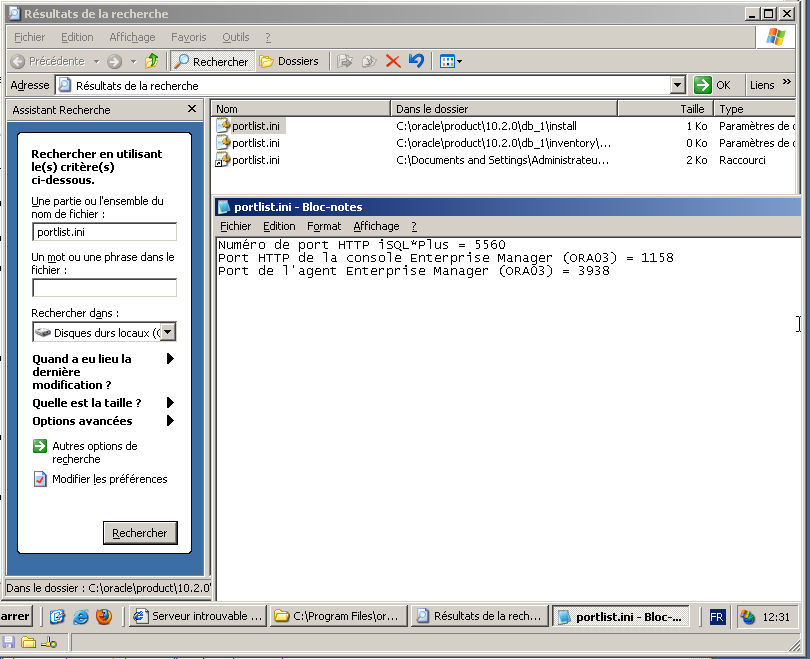 Résultats de la recherche
Fichier Edition Affichage Favoris Outils ?
Précédente Rechercher Dossiers
Adresse Résultats de la recherche OK Liens »
Assistant Recherche
Rechercher en utilisant
le(s) critère(s)
ci-dessous.
Une partie ou l'ensemble du
nom de fichier :
portlist.ini
Un mot ou une phrase dans le
fichier :
Rechercher dans :
Disques durs locaux (
Quand a eu lieu la
dernière
modification ?
Quelle est la taille ?
Options avancées
Autres options de
recherche
Modifier les préférences
Rechercher
Nom Dans le dossier Taille Type
portlist.ini C:\oracle\product\10.2.0\db_1\install 1 Ko Paramètres de c
portlist.ini C:\oracle\product\10.2.0\db_1\inventory\... 0 Ko Paramètres de c
portlist.ini C:\Documents and Settings\Administrateu... 2 Ko Raccourci
portlist.ini - Bloc-notes
Fichier Edition Format Affichage ?
Numéro de port HTTP iSQL*Plus = 5560
Port HTTP de la console Enterprise Manager (ORA03) = 1158
Port de l'agent Enterprise Manager (ORA03) = 3938
Dans le dossier : C:\oracle\product\10.2.0\
arrer Serveur introuvable ... C:\Program Files\or... Résultats de la rech... portlist.ini - Bloc-... FR 12:31